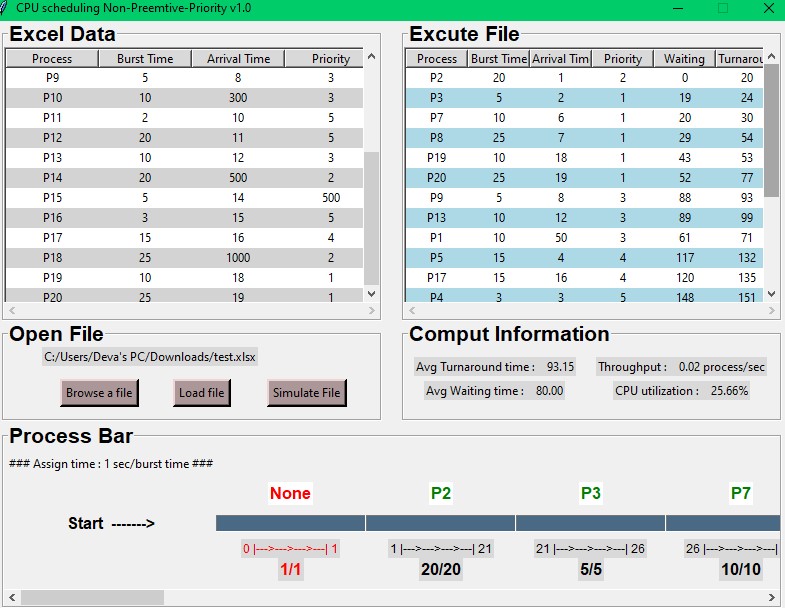 CPU scheduling Non-Preemtive-Priority v1.0
Excel Data
Process Burst Time Arrival Time Priority
P9 5 8 3
P10 10 300 3
P11 2 10 5
P12 20 11 5
P13 10 12 3
P14 20 500 2
P15 5 14 500
P16 3 15 5
P17 15 16 4
P18 25 1000 2
P19 10 18 1
P20 25 19 1
Excute File
Process Burst Time Arrival Tim Priority Waiting Turnarou
P2 20 1 2 0 20
P3 5 2 1 19 24
P7 10 6 1 20 30
P8 25 7 1 29 54
P19 10 18 1 43 53
P20 25 19 1 52 77
P9 5 8 3 88 93
P13 10 12 3 89 99
P1 10 50 3 61 71
P5 15 4 4 117 132
P17 15 16 4 120 135
P4 3 3 5 148 151
Open File
C:/Users/Deva's PC/Downloads/test.xlsx
Browse a file Load file Simulate File
Comput Information
Avg Turnaround time : 93.15 Throughput : 0.02 process/sec
Avg Waiting time : 80.00 CPU utilization : 25.66%
Process Bar
### Assign time : 1 sec/burst time ###
None P2 P3 P7
Start ------->
0 |--->--->--->---| 1 1 |--->--->--->---| 21 21 |--->--->--->---| 26 26 |--->--->--->---|
1/1 20/20 5/5 10/10